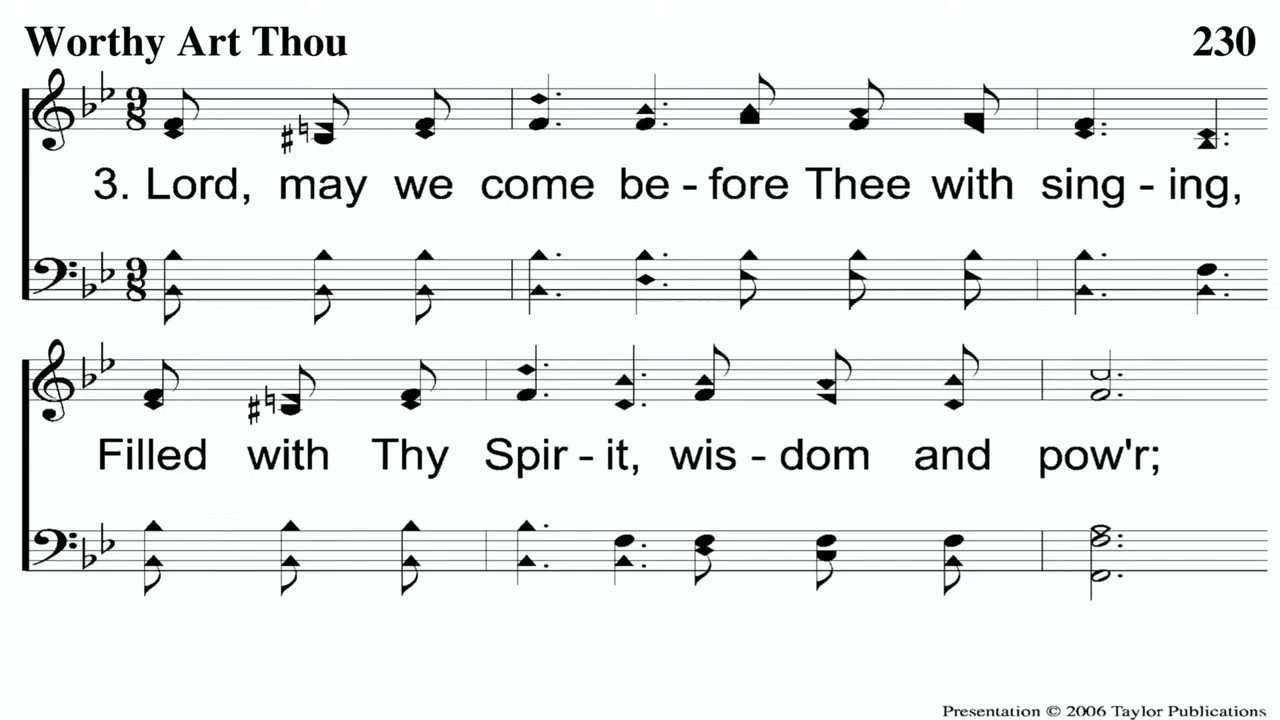 Worthy Art Thou 230
3. Lord, may we come be - fore Thee with sing - ing,
Filled with Thy Spir - it, wis - dom and pow'r;
Presentation © 2006 Taylor Publications